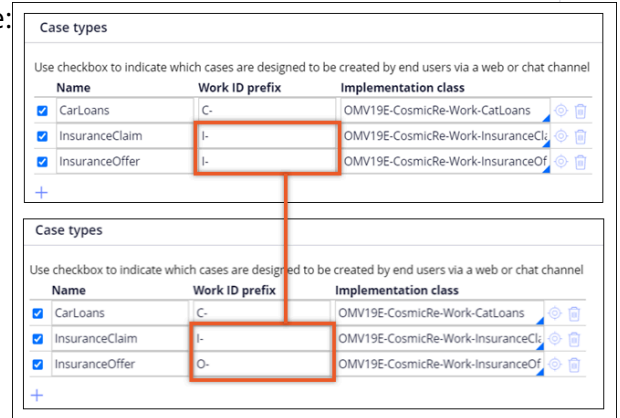 e:
Case types
Use checkbox to indicate which cases are designed to be created by end users via a web or chat channel
Name Work ID prefix Implementation class
CarLoans C- OMV19E-CosmicRe-Work-CatLoans
InsuranceClaim I- OMV19E-CosmicRe-Work-InsuranceCla
InsuranceOffer I- OMV19E-CosmicRe-Work-InsuranceOf
+
Case types
Use checkbox to indicate which cases are designed to be created by end users via a web or chat channel
Name Work ID prefix Implementation class
CarLoans C- OMV19E-CosmicRe-Work-CatLoans
InsuranceClaim I- OMV19E-CosmicRe-Work-InsuranceCla
InsuranceOffer O- OMV19E-CosmicRe-Work-InsuranceOf
+